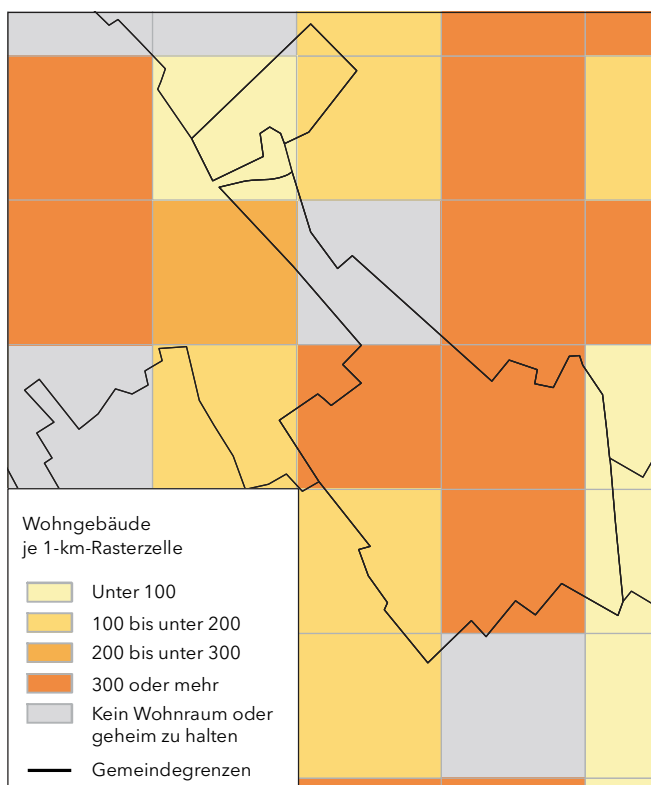 Wohngebäude
je 1-km-Rasterzelle
Unter 100
100 bis unter 200
200 bis unter 300
300 oder mehr
Kein Wohnraum oder
geheim zu halten
Gemeindegrenzen